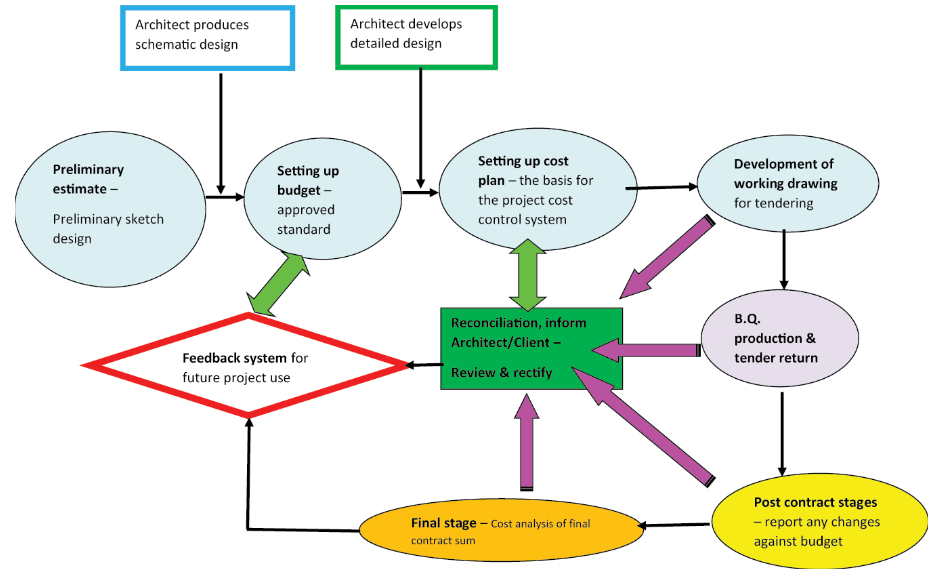 Architect produces
schematic design
Architect develops
detailed design
Preliminary
estimate –
Preliminary sketch
design
Setting up
budget –
approved
standard
Setting up cost
plan – the basis for
the project cost
control system
Development of
working drawing
for tendering
Feedback system for
future project use
Reconciliation, inform
Architect/Client –
Review & rectify
B.Q.
production &
tender return
Final stage – Cost analysis of final
contract sum
Post contract stages
– report any changes
against budget